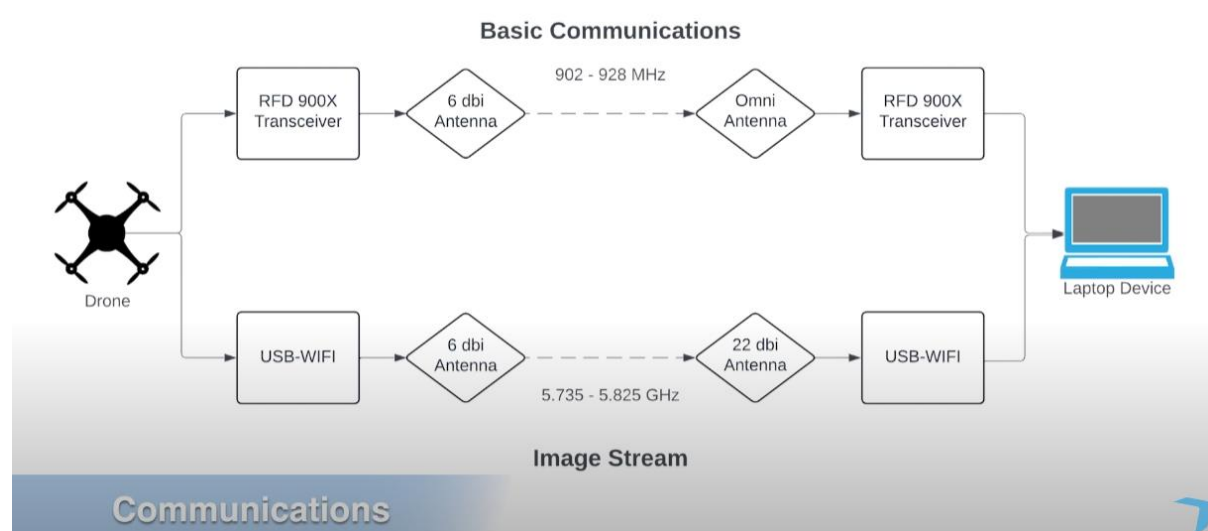 Basic Communications
902 - 928 MHz
RFD 900X
Transceiver
6 dbi
Antenna
Omni
Antenna
RFD 900X
Transceiver
Drone
Laptop Device
USB-WIFI
6 dbi
Antenna
22 dbi
Antenna
USB-WIFI
5.735 - 5.825 GHz
Image Stream
Communications